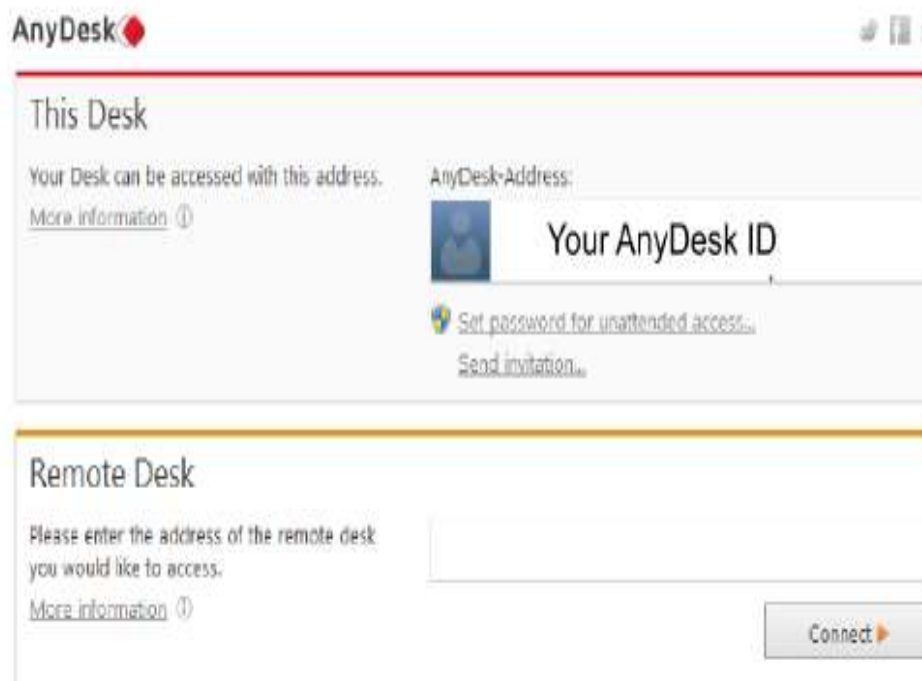 AnyDesk
This Desk
Your Desk can be accessed with this address.
More information
AnyDesk-Address:
Your AnyDesk ID
Set password for unattended access...
Send invitation...
Remote Desk
Please enter the address of the remote desk
you would like to access.
More information
Connect